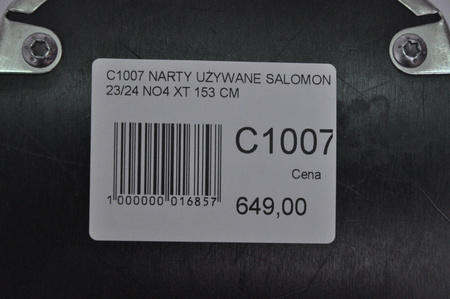 C1007 NARTY UŻYWANE SALOMON
23/24 NO4 XT 153 CM
C1007
Cena
1 000000 016857
649,00